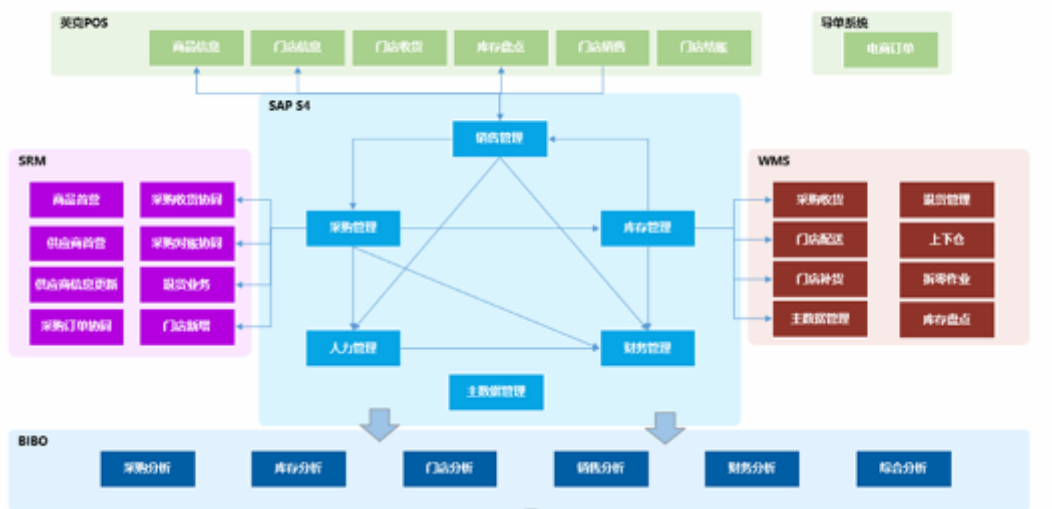 英克POS
导单系统
商品信息
门店信息
门店收货
库存盘点
门店销售
门店结账
电商订单
SAP S4
销售管理
SRM
WMS
商品首营
采购收货协同
采购收货
退货管理
采购管理
库存管理
供应商首营
采购对账协同
门店配送
上下仓
供应商信息更新
退货业务
门店补货
拆零作业
采购订单协同
门店新增
主数据管理
库存盘点
人力管理
财务管理
主数据管理
BIBO
采购分析
库存分析
门店分析
销售分析
财务分析
综合分析